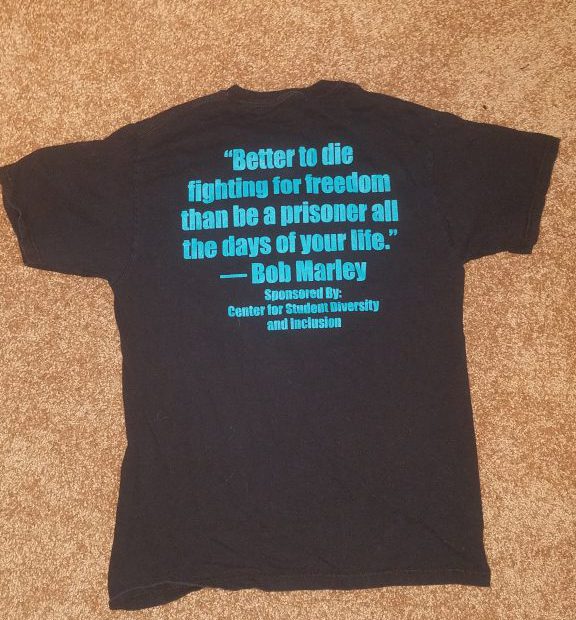 “Better to die
fighting for freedom
than be a prisoner all
the days of your life.”
— Bob Marley
Sponsored By:
Center for Student Diversity
and Inclusion